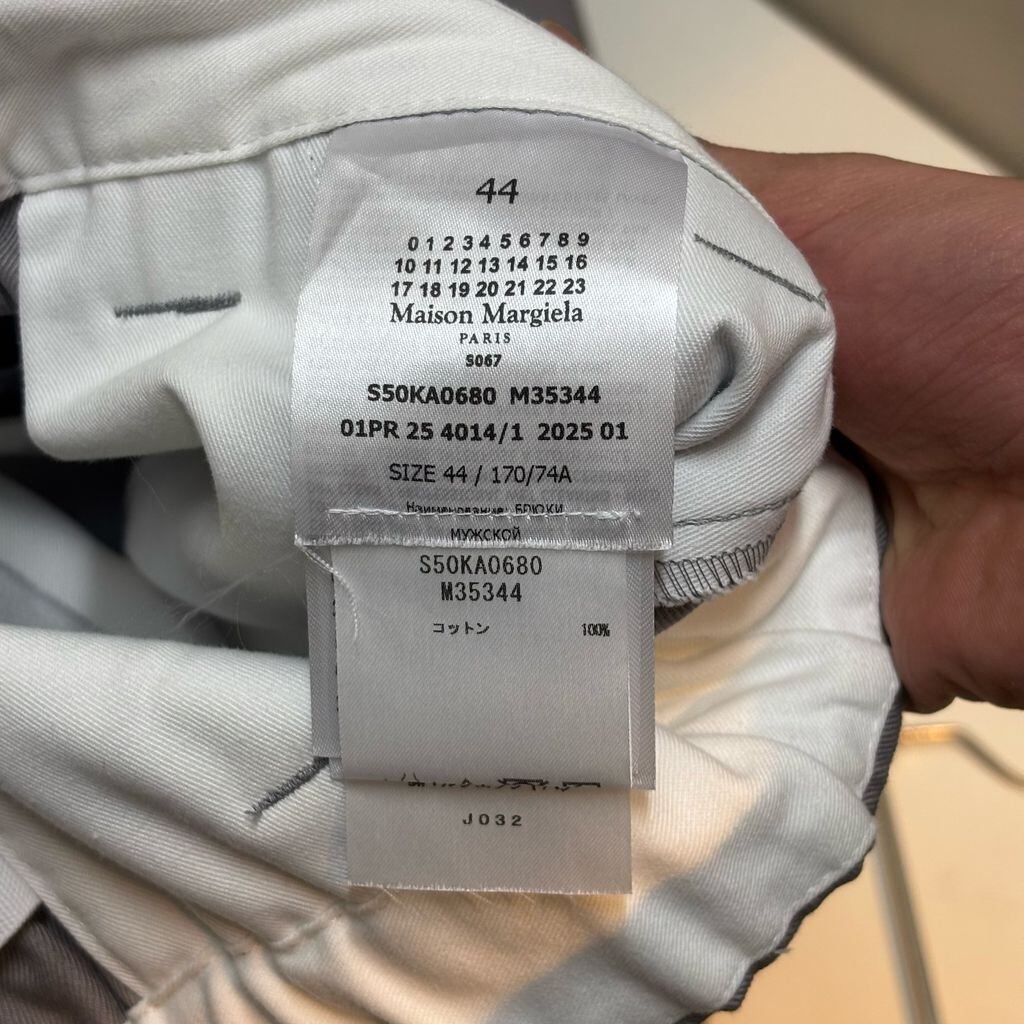 44
0 1 2 3 4 5 6 7 8 9
10 11 12 13 14 15 16
17 18 19 20 21 22 23
Maison Margiela
PARIS
S067
S50KA0680 M35344
01PR 25 4014/1 2025 01
SIZE 44 / 170/74A
Наименование: БРЮКИ
МУЖСКОЙ
S50KA0680
M35344
コットン 100%
J032